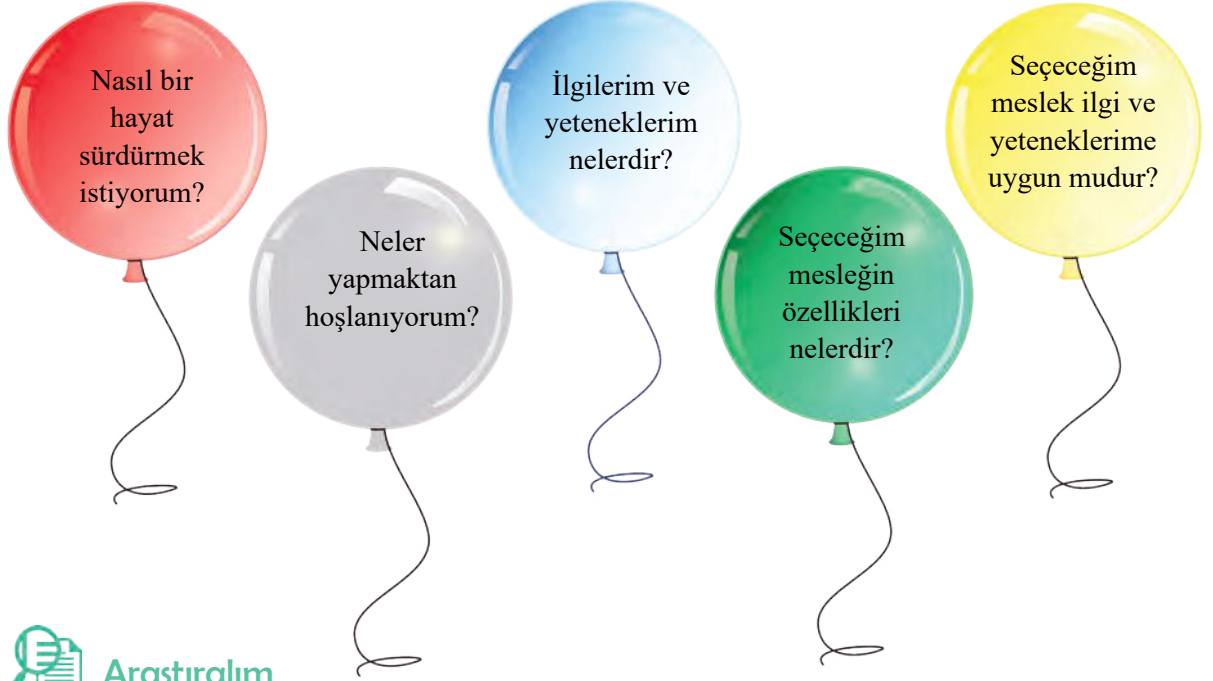 Nasıl bir
hayat
sürdürmek
istiyorum?
Neler
yapmaktan
hoşlanıyorum?
İlgilerim ve
yeteneklerim
nelerdir?
Seçeceğim
mesleğin
özellikleri
nelerdir?
Seçeceğim
meslek ilgi ve
yeteneklerime
uygun mudur?
Araştıralım